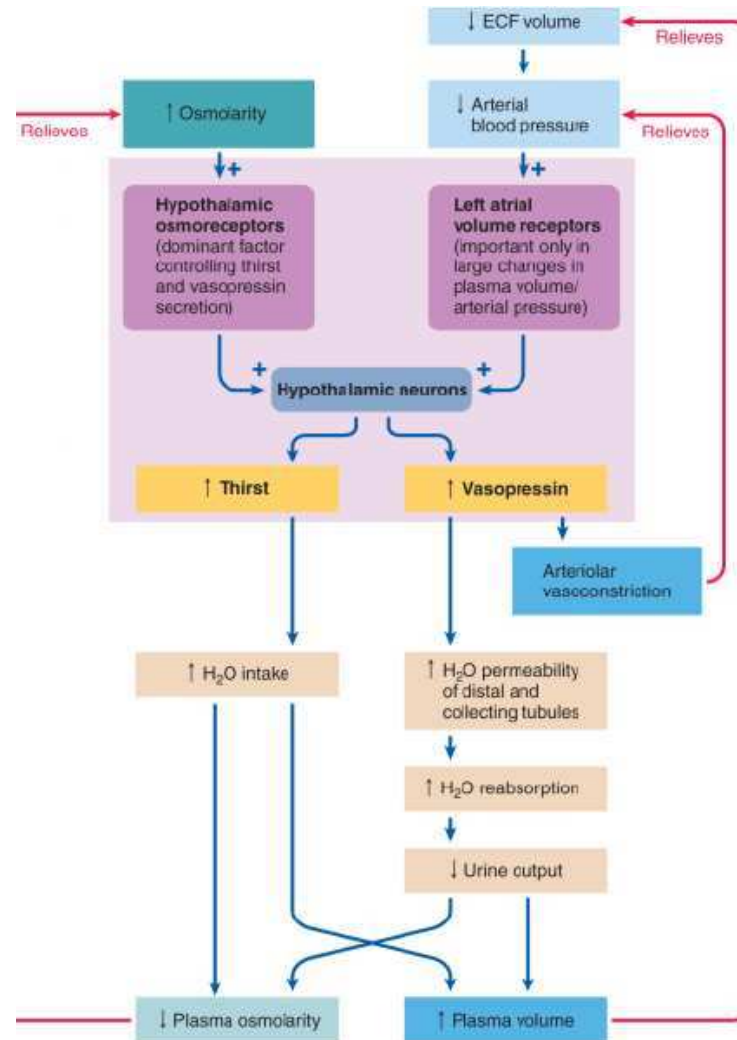 ↓ ECF volume
Relieves
↑ Osmolarity
Relieves
↓ Arterial
blood pressure
Relieves
+
+
Hypothalamic
osmoreceptors
(dominant factor
controlling thirst
and vasopressin
secretion)
Left atrial
volume receptors
(important only in
large changes in
plasma volume/
arterial pressure)
+
+
Hypothalamic neurons
↑ Thirst
↑ Vasopressin
Arteriolar
vasoconstriction
↑ H₂O intake
↑ H₂O permeability
of distal and
collecting tubules
↑ H₂O reabsorption
↓ Urine output
↓ Plasma osmolarity
↑ Plasma volume